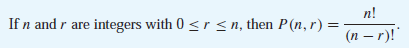 If n and r are integers with 0 ≤ r ≤ n, then P(n, r) = n! / (n − r)!.